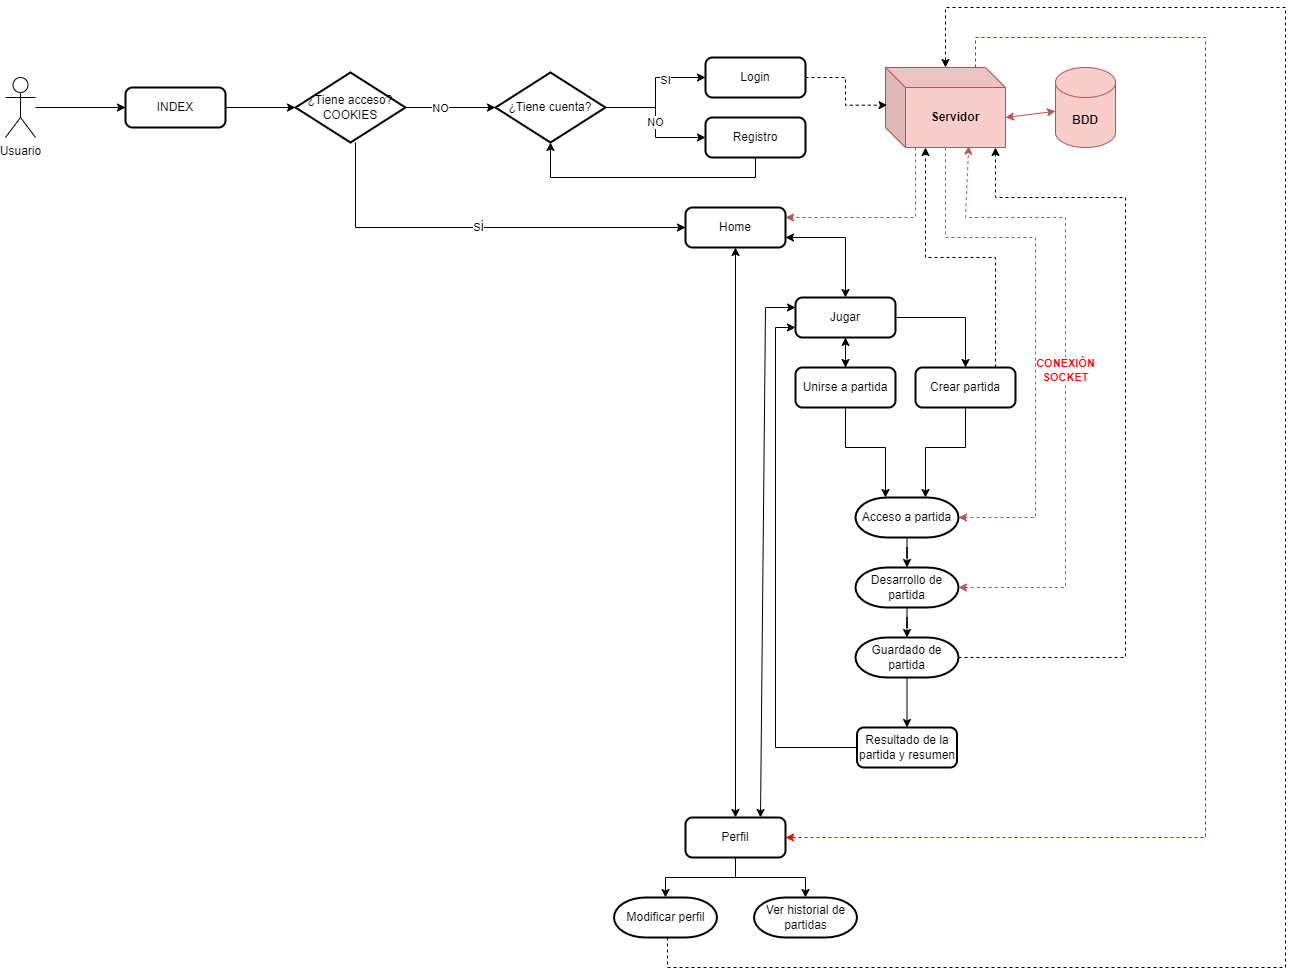 Usuario
INDEX
¿Tiene acceso?
COOKIES
NO
¿Tiene cuenta?
SI
NO
Login
Registro
Servidor
BDD
SÍ
Home
Jugar
Unirse a partida
Crear partida
CONEXIÓN
SOCKET
Acceso a partida
Desarrollo de
partida
Guardado de
partida
Resultado de la
partida y resumen
Perfil
Modificar perfil
Ver historial de
partidas